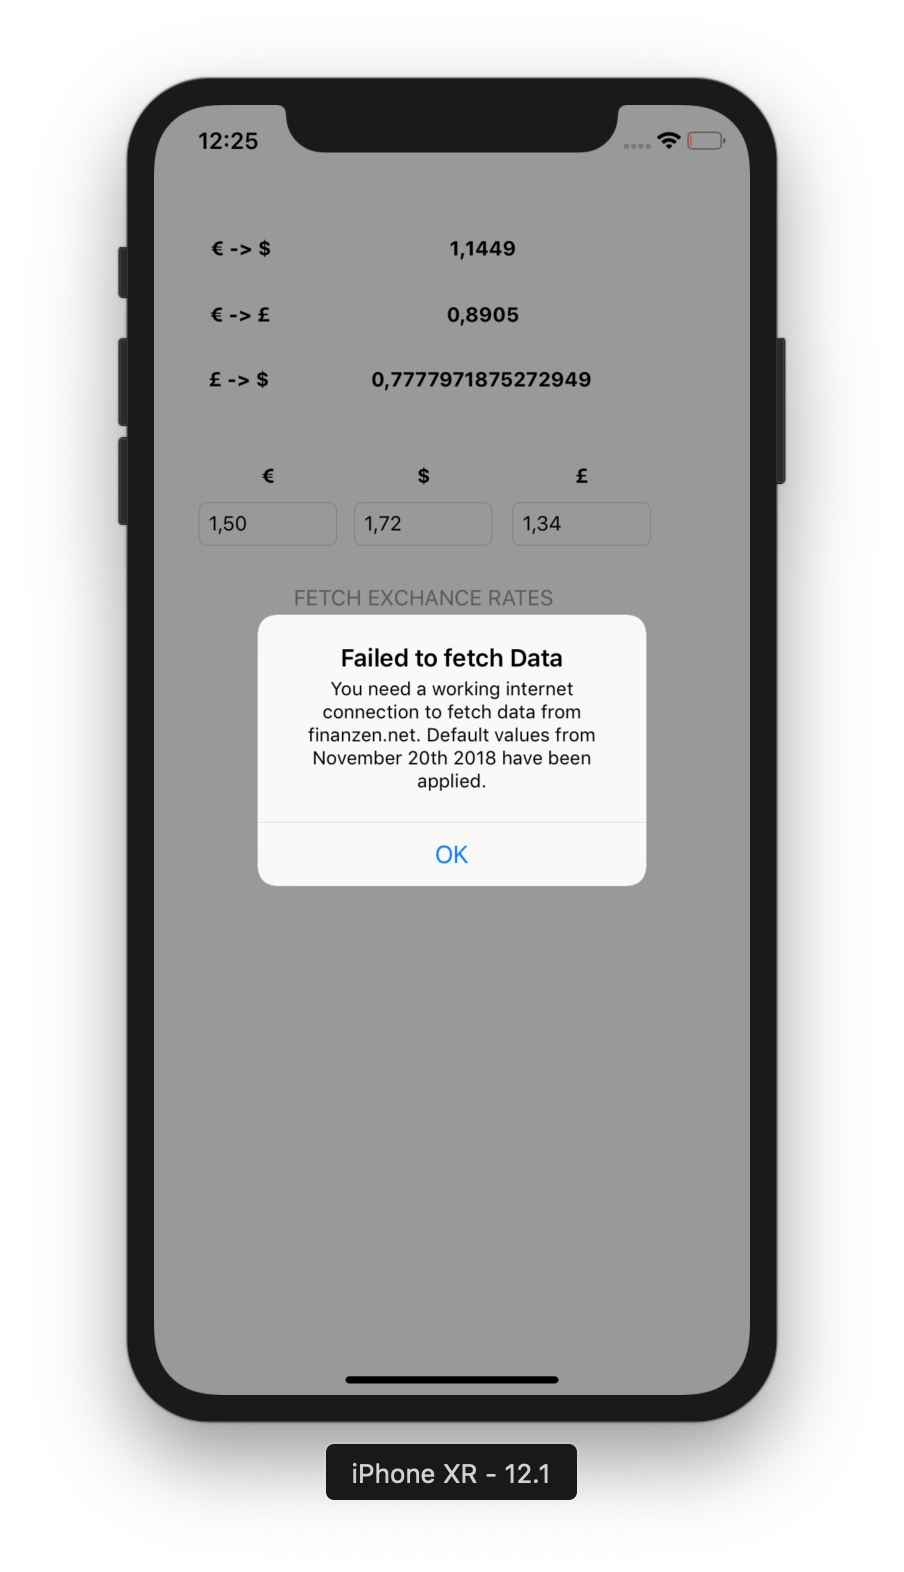 12:25
€ -> $ 1,1449
€ -> £ 0,8905
£ -> $ 0,7777971875272949
€ $ £
1,50 1,72 1,34
FETCH EXCHANCE RATES
Failed to fetch Data
You need a working internet
connection to fetch data from
finanzen.net. Default values from
November 20th 2018 have been
applied.
OK
iPhone XR - 12.1